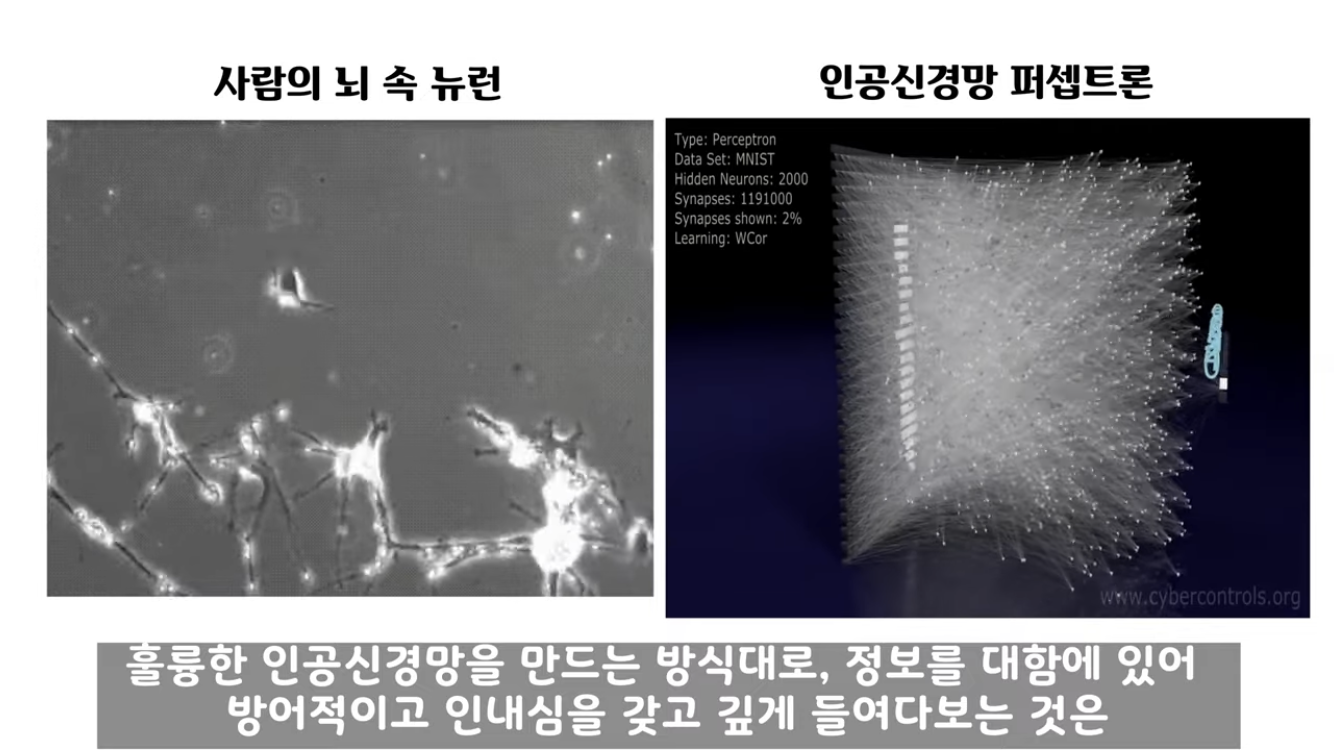 사람의 뇌 속 뉴런
인공신경망 퍼셉트론
Type: Perceptron
Data Set: MNIST
Hidden Neurons: 2000
Synapses: 1191000
Synapses shown: 2%
Learning: WCor
www.cybercontrols.org
훌륭한 인공신경망을 만드는 방식대로, 정보를 대함에 있어
방어적이고 인내심을 갖고 깊게 들여다보는 것은